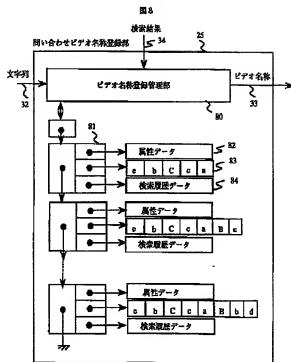 図8
検索結果
34
25
問い合わせビデオ名称登録部
文字列
32
ビデオ名称登録管理部
ビデオ名称
33
80
81
属性データ
82
e b C c a
83
検索履歴データ
84
属性データ
c b C c a B c
検索履歴データ
属性データ
c b C c a B b d
検索履歴データ